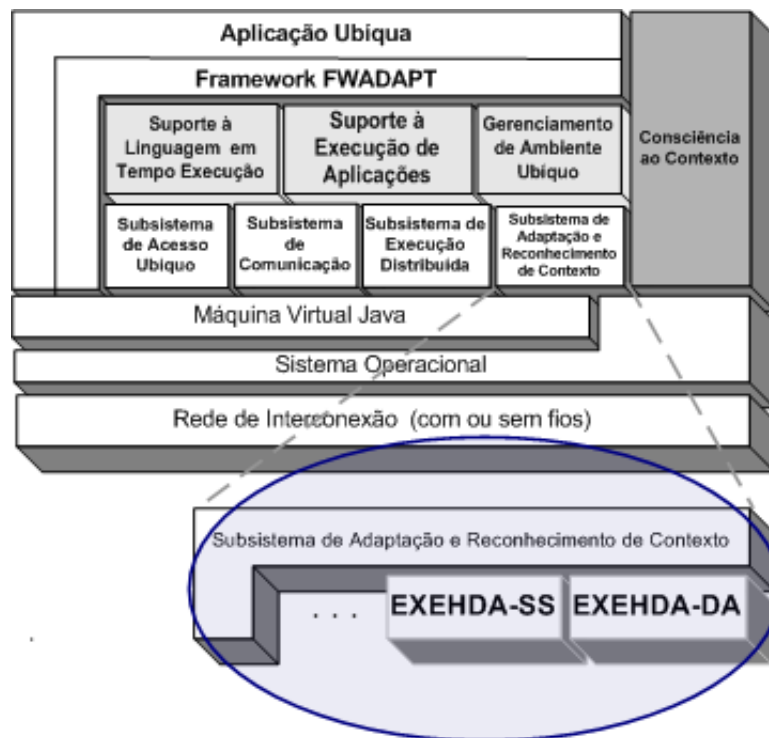 Aplicação Ubíqua
Framework FWADAPT
Suporte à
Linguagem em
Tempo Execução
Suporte à
Execução de
Aplicações
Gerenciamento
de Ambiente
Ubíquo
Consciência
ao Contexto
Subsistema
de Acesso
Ubíquo
Subsistema
de
Comunicação
Subsistema de
Execução
Distribuida
Subsistema de
Adaptação e
Reconhecimento
de Contexto
Máquina Virtual Java
Sistema Operacional
Rede de Interconexão (com ou sem fios)
Subsistema de Adaptação e Reconhecimento de Contexto
. . .
EXEHDA-SS
EXEHDA-DA
.